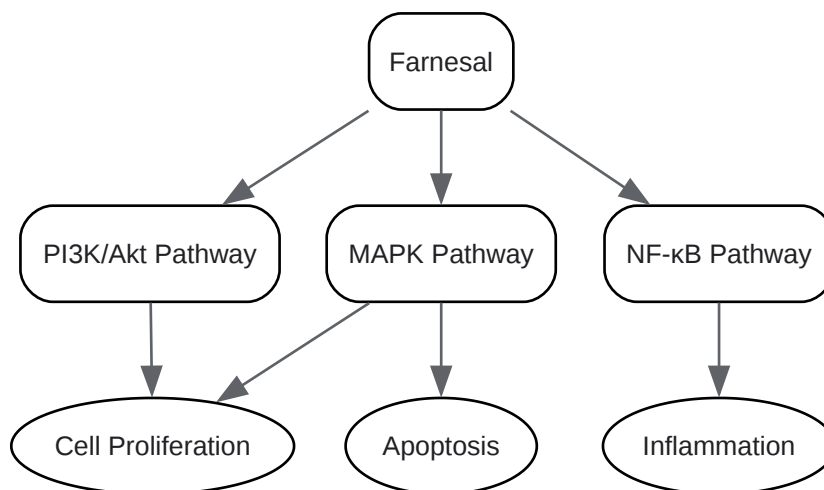 Farnesal
PI3K/Akt Pathway
MAPK Pathway
NF-κB Pathway
Cell Proliferation
Apoptosis
Inflammation